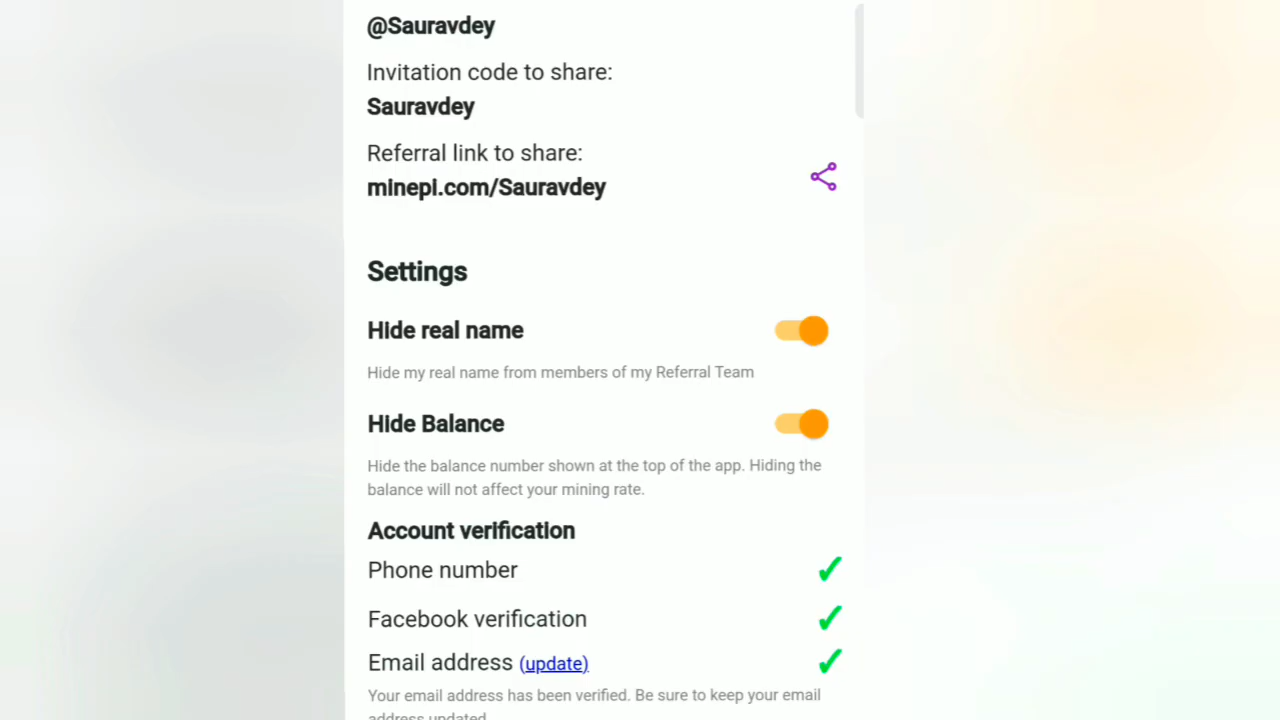 @Sauravdey
Invitation code to share:
Sauravdey
Referral link to share:
minepi.com/Sauravdey
Settings
Hide real name
Hide my real name from members of my Referral Team
Hide Balance
Hide the balance number shown at the top of the app. Hiding the
balance will not affect your mining rate.
Account verification
Phone number
Facebook verification
Email address (update)
Your email address has been verified. Be sure to keep your email
address updated